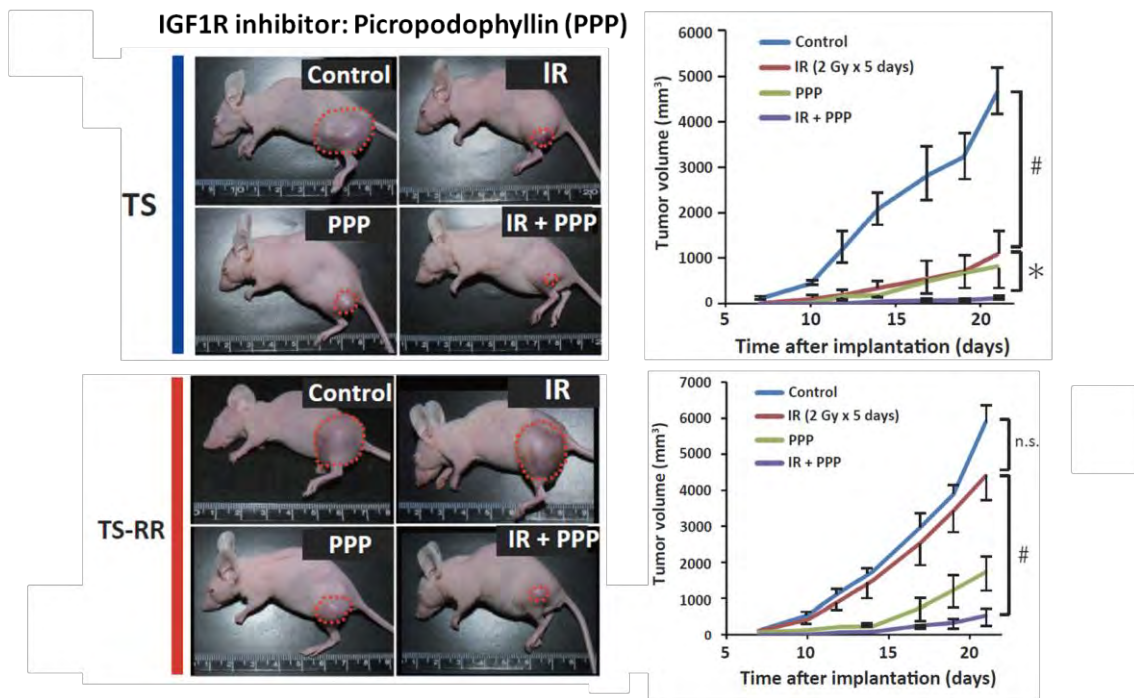 IGF1R inhibitor: Picropodophyllin (PPP)
TS
Control
IR
PPP
IR + PPP
Tumor volume (mm³)
6000
5000
4000
3000
2000
1000
0
Control
IR (2 Gy x 5 days)
PPP
IR + PPP
#
*
5 10 15 20
Time after implantation (days)
TS-RR
Control
IR
PPP
IR + PPP
Tumor volume (mm³)
7000
6000
5000
4000
3000
2000
1000
0
Control
IR (2 Gy x 5 days)
PPP
IR + PPP
n.s.
#
5 10 15 20
Time after implantation (days)